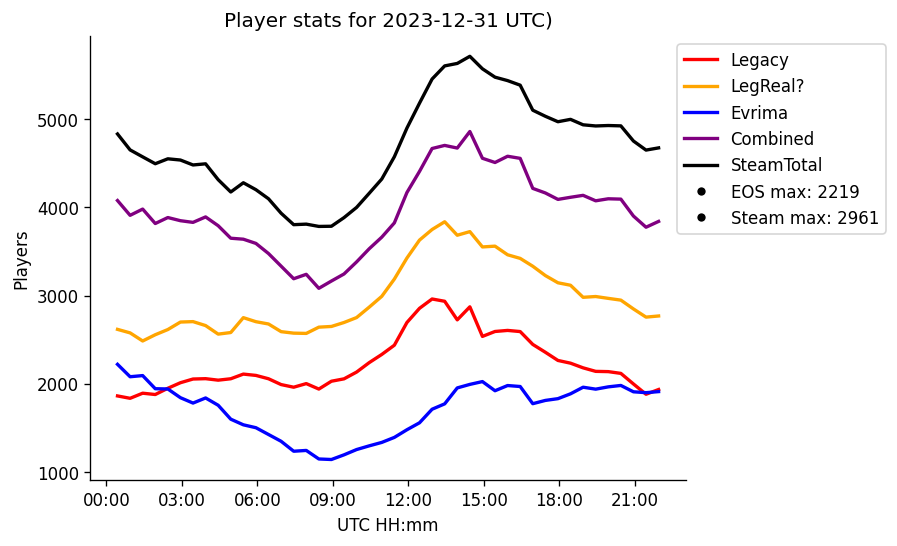 Player stats for 2023-12-31 UTC)
Legacy
LegReal?
Evrima
Combined
SteamTotal
EOS max: 2219
Steam max: 2961
Players
5000
4000
3000
2000
1000
00:00 03:00 06:00 09:00 12:00 15:00 18:00 21:00
UTC HH:mm